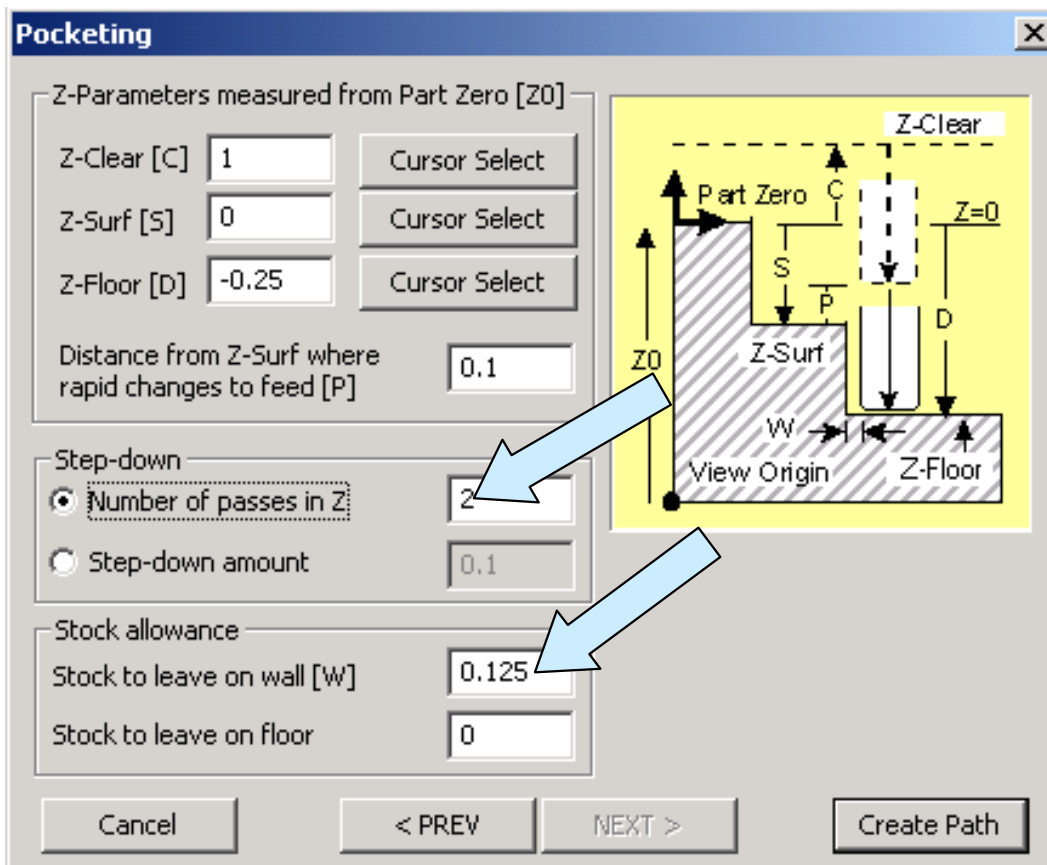 Pocketing
Z-Parameters measured from Part Zero [Z0]
Z-Clear [C] 1 Cursor Select
Z-Surf [S] 0 Cursor Select
Z-Floor [D] -0.25 Cursor Select
Distance from Z-Surf where
rapid changes to feed [P] 0.1
Step-down
Number of passes in Z 2
Step-down amount 0.1
Stock allowance
Stock to leave on wall [W] 0.125
Stock to leave on floor 0
Cancel < PREV NEXT > Create Path
Z-Clear
Part Zero C Z=0
S
P D
Z0 Z-Surf
W
View Origin Z-Floor